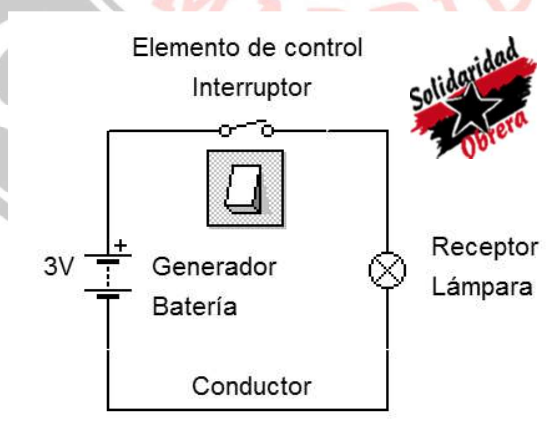 Elemento de control
Interruptor
Solidaridad
Obrera
+
3V
Generador
Batería
Receptor
Lámpara
Conductor